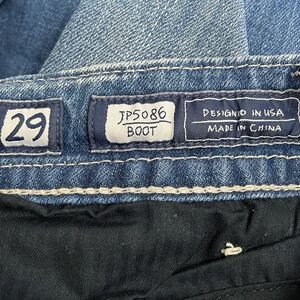 29
JP5086
BOOT
DESIGNED IN USA
MADE IN CHINA